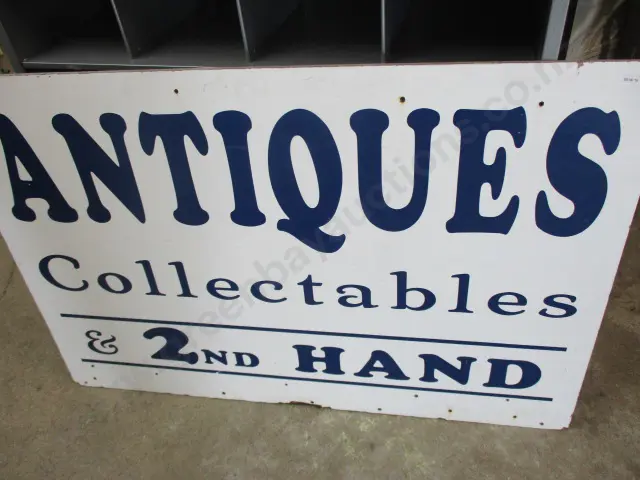 ANTIQUES
Collectables
& 2ND HAND